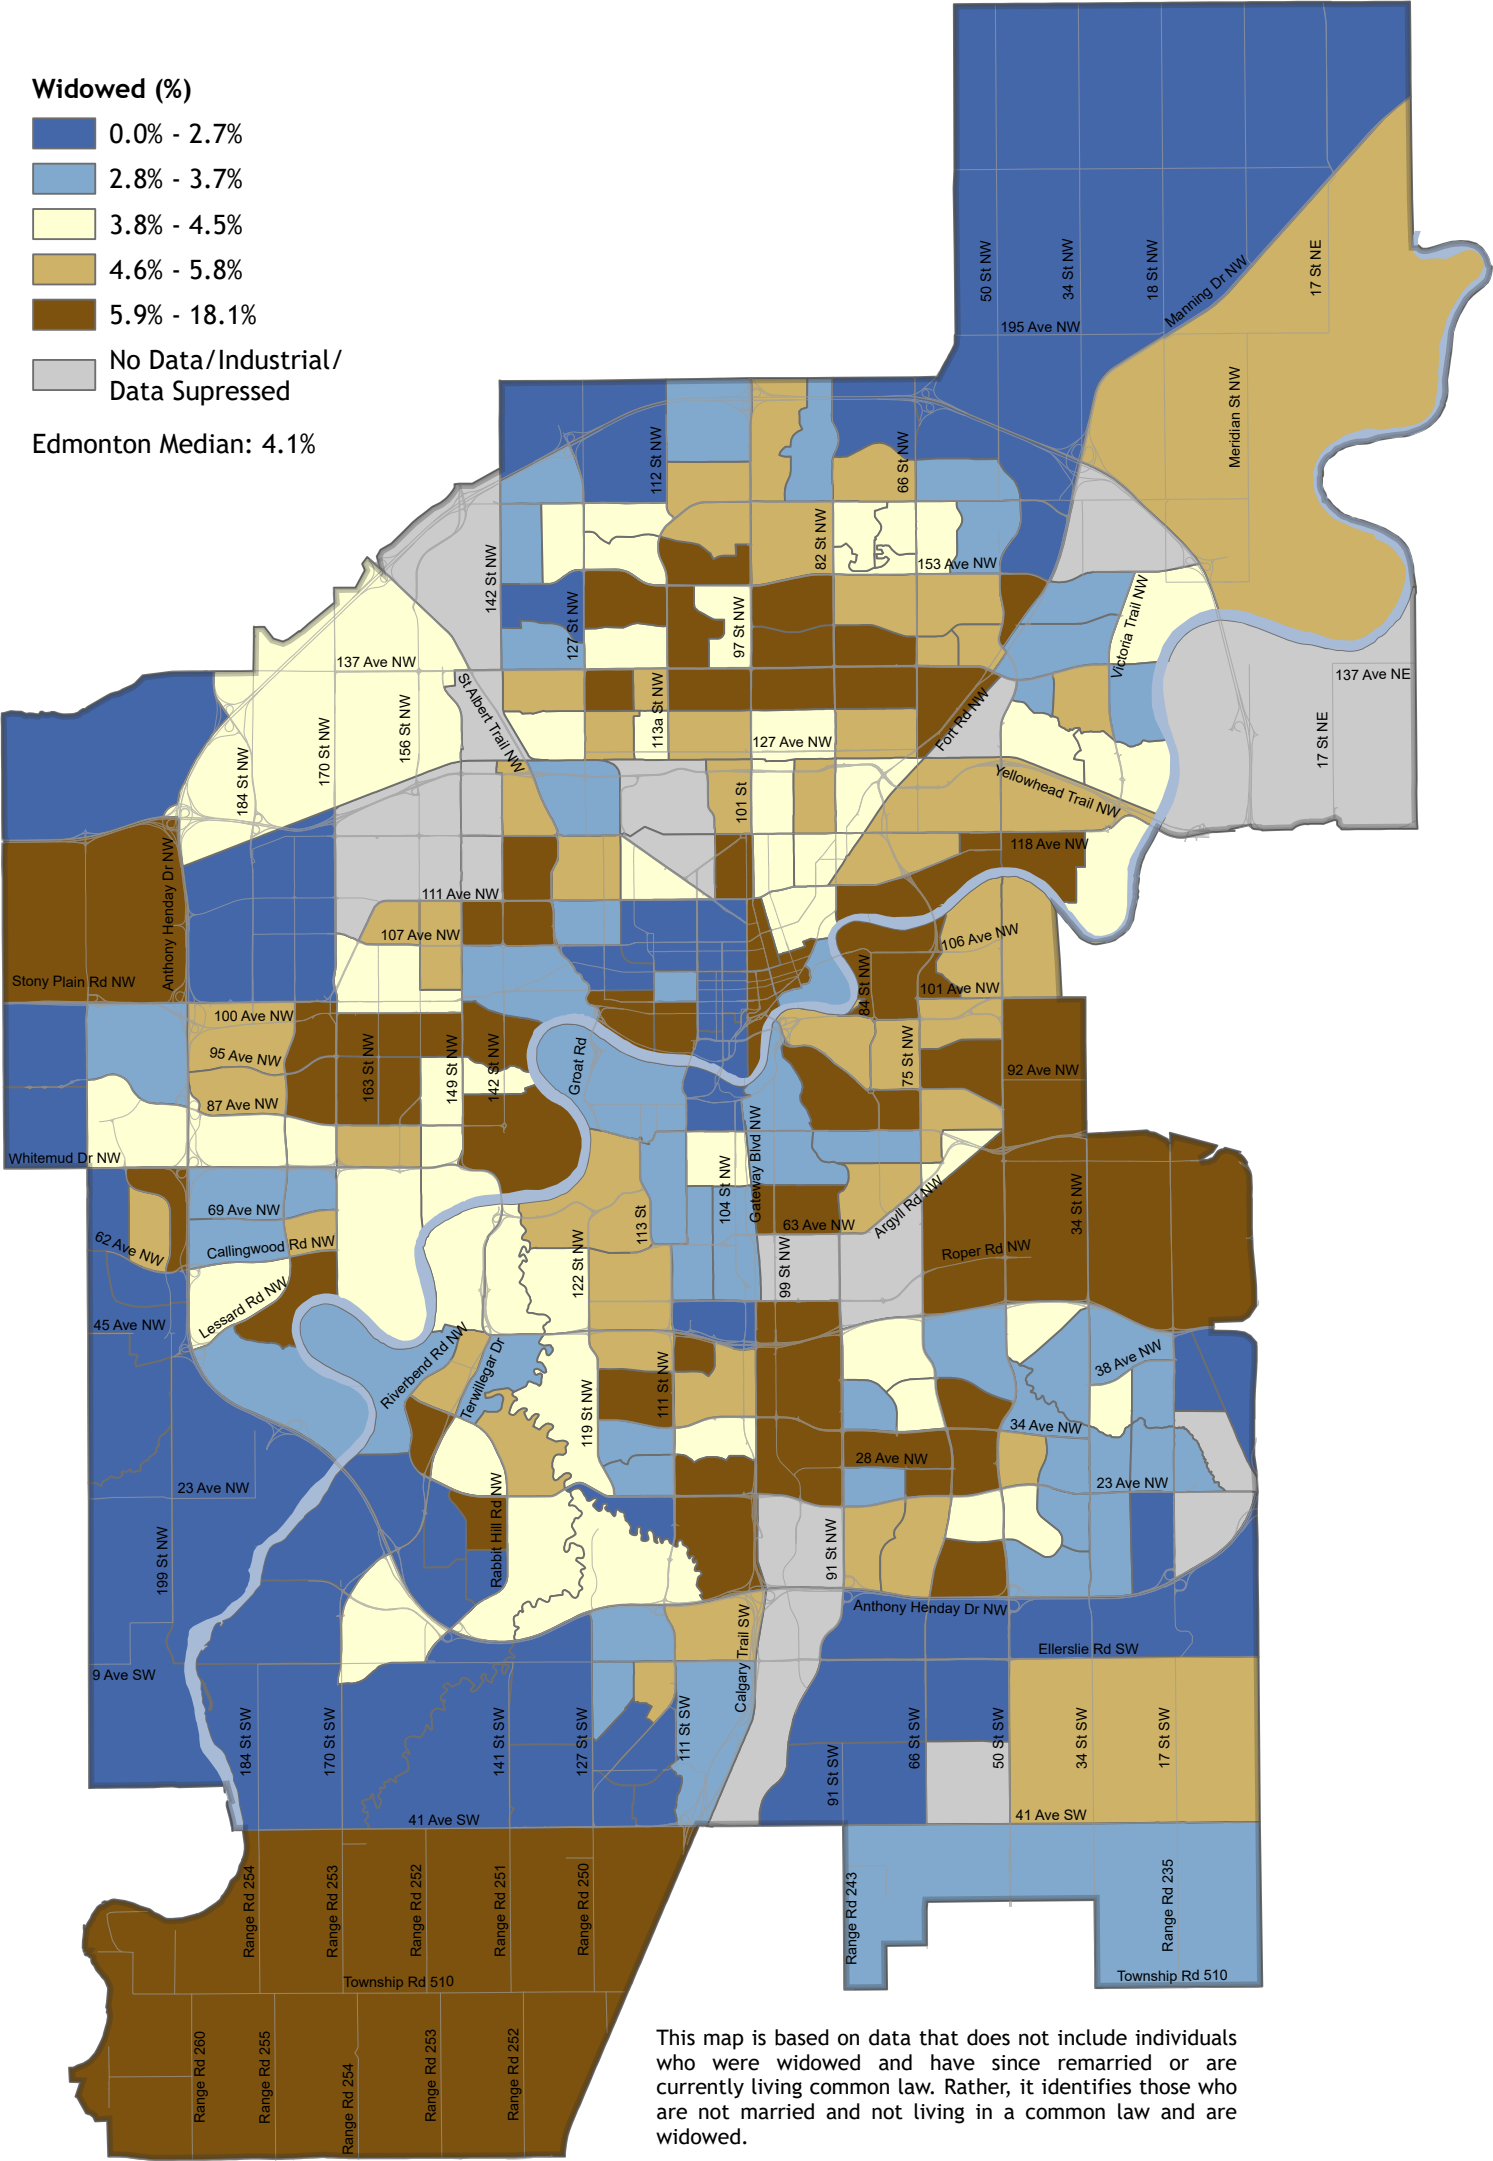 Widowed (%)
0.0% - 2.7%
2.8% - 3.7%
3.8% - 4.5%
4.6% - 5.8%
5.9% - 18.1%
No Data/Industrial/
Data Supressed
Edmonton Median: 4.1%
50 St NW
34 St NW
18 St NW
Manning Dr NW
17 St NE
195 Ave NW
Meridian St NW
112 St NW
66 St NW
142 St NW
82 St NW
153 Ave NW
127 St NW
97 St NW
Victoria Trail NW
137 Ave NW
137 Ave NE
St Albert Trail NW
113a St NW
156 St NW
170 St NW
184 St NW
127 Ave NW
Fort Rd NW
17 St NE
Yellowhead Trail NW
101 St
118 Ave NW
Anthony Henday Dr NW
111 Ave NW
107 Ave NW
106 Ave NW
Stony Plain Rd NW
84 St NW
101 Ave NW
100 Ave NW
95 Ave NW
163 St NW
149 St NW
142 St NW
Groat Rd
75 St NW
92 Ave NW
87 Ave NW
Whitemud Dr NW
Gateway Blvd NW
104 St NW
69 Ave NW
62 Ave NW
Callingwood Rd NW
113 St
63 Ave NW
Argyll Rd NW
34 St NW
122 St NW
99 St NW
Roper Rd NW
Lessard Rd NW
45 Ave NW
Riverbend Rd NW
Terwillegar Dr
38 Ave NW
119 St NW
111 St NW
34 Ave NW
28 Ave NW
23 Ave NW
23 Ave NW
Rabbit Hill Rd NW
199 St NW
91 St NW
Anthony Henday Dr NW
Ellerslie Rd SW
9 Ave SW
Calgary Trail SW
184 St SW
170 St SW
141 St SW
127 St SW
111 St SW
91 St SW
66 St SW
50 St SW
34 St SW
17 St SW
41 Ave SW
41 Ave SW
Range Rd 254
Range Rd 253
Range Rd 252
Range Rd 251
Range Rd 250
Range Rd 243
Range Rd 235
Township Rd 510
Township Rd 510
Range Rd 260
Range Rd 255
Range Rd 254
Range Rd 253
Range Rd 252
This map is based on data that does not include individuals
who were widowed and have since remarried or are
currently living common law. Rather, it identifies those who
are not married and not living in a common law and are
widowed.